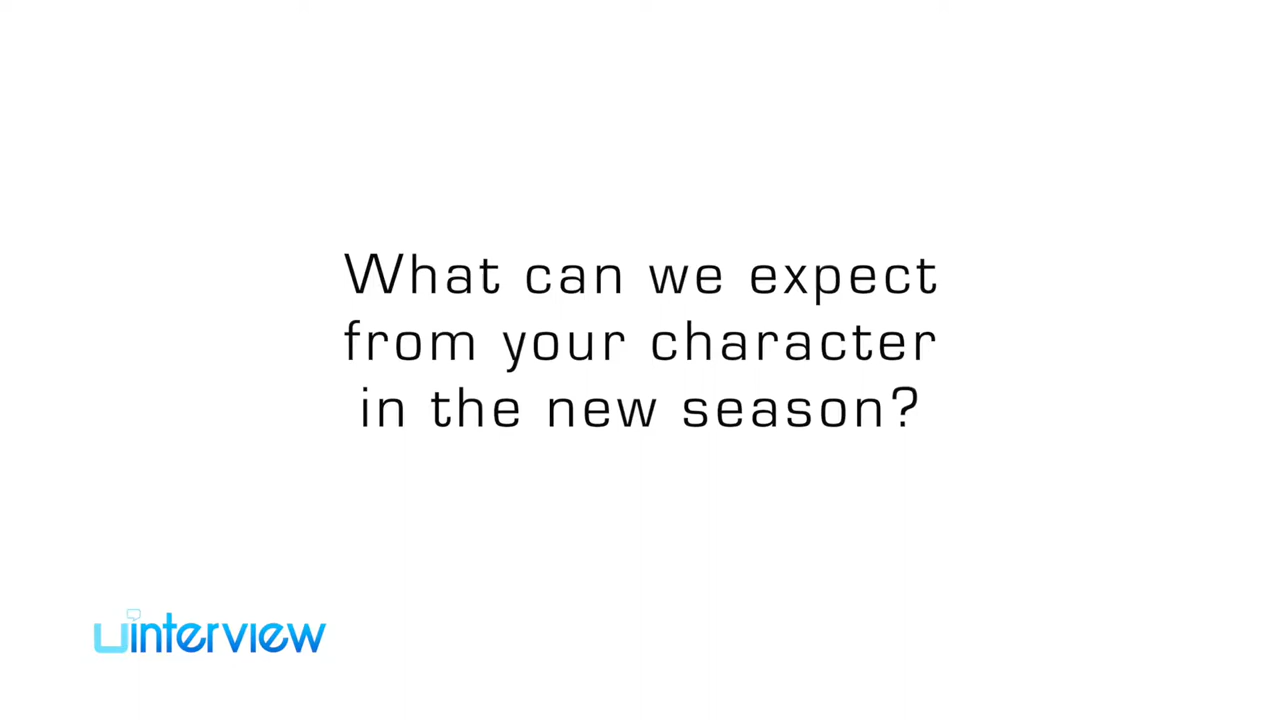 What can we expect
from your character
in the new season?
uinterview